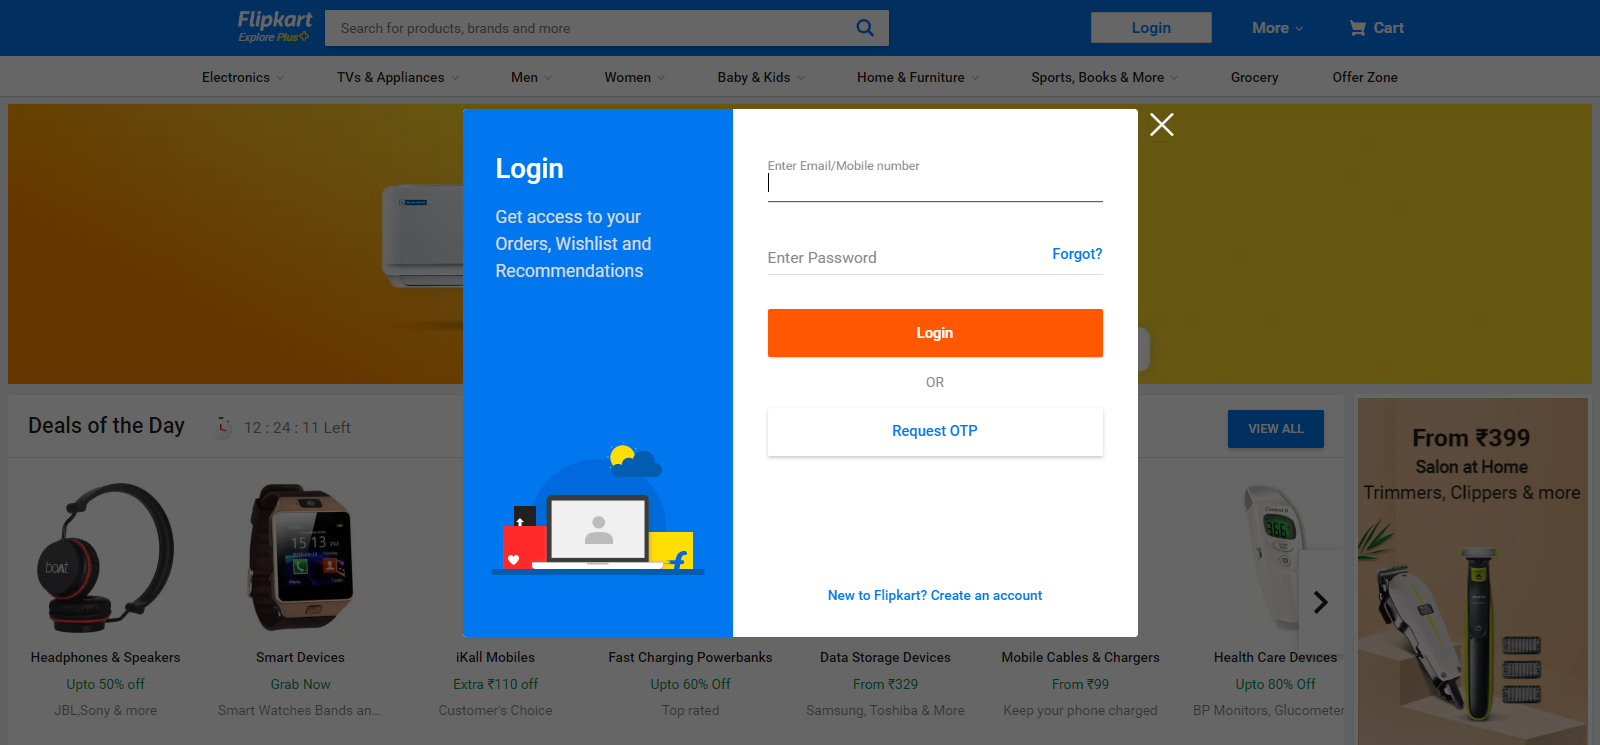 Flipkart
Explore Plus
Search for products, brands and more
Login
More
Cart
Electronics
TVs & Appliances
Men
Women
Baby & Kids
Home & Furniture
Sports, Books & More
Grocery
Offer Zone
Login
Get access to your
Orders, Wishlist and
Recommendations
Enter Email/Mobile number
Enter Password
Forgot?
Login
OR
Request OTP
New to Flipkart? Create an account
Deals of the Day
12 : 24 : 11 Left
VIEW ALL
From ₹399
Salon at Home
Trimmers, Clippers & more
boAt
15 13
366
Headphones & Speakers
Upto 50% off
JBL,Sony & more
Smart Devices
Grab Now
Smart Watches Bands an...
iKall Mobiles
Extra ₹110 off
Customer's Choice
Fast Charging Powerbanks
Upto 60% Off
Top rated
Data Storage Devices
From ₹329
Samsung, Toshiba & More
Mobile Cables & Chargers
From ₹99
Keep your phone charged
Health Care Devices
Upto 80% Off
BP Monitors, Glucometer